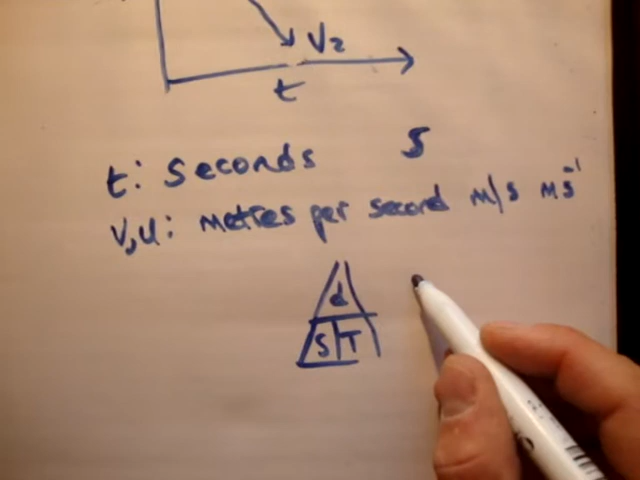 V2
t
t: seconds s
v,u: metres per second m/s ms⁻¹
d
S T